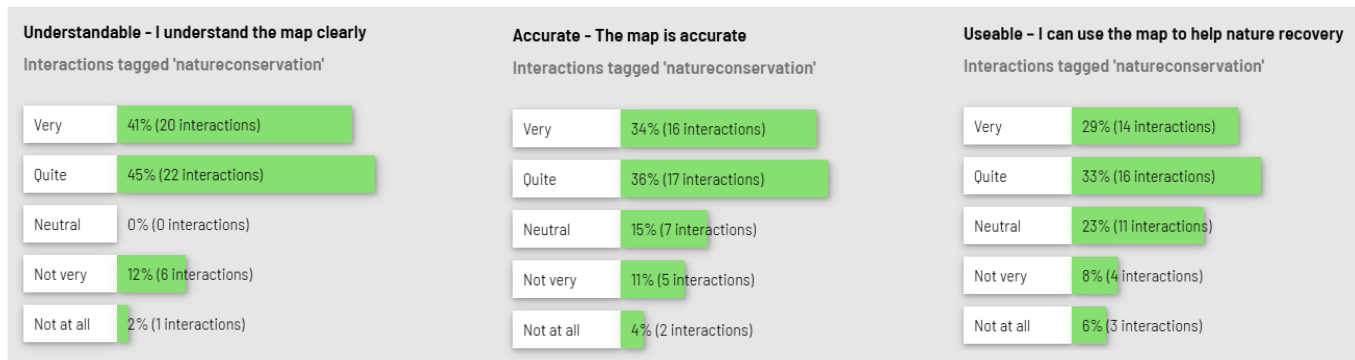 Understandable - I understand the map clearly
Interactions tagged 'natureconservation'
Very 41% (20 interactions)
Quite 45% (22 interactions)
Neutral 0% (0 interactions)
Not very 12% (6 interactions)
Not at all 2% (1 interactions)
Accurate - The map is accurate
Interactions tagged 'natureconservation'
Very 34% (16 interactions)
Quite 36% (17 interactions)
Neutral 15% (7 interactions)
Not very 11% (5 interactions)
Not at all 4% (2 interactions)
Useable – I can use the map to help nature recovery
Interactions tagged 'natureconservation'
Very 29% (14 interactions)
Quite 33% (16 interactions)
Neutral 23% (11 interactions)
Not very 8% (4 interactions)
Not at all 6% (3 interactions)